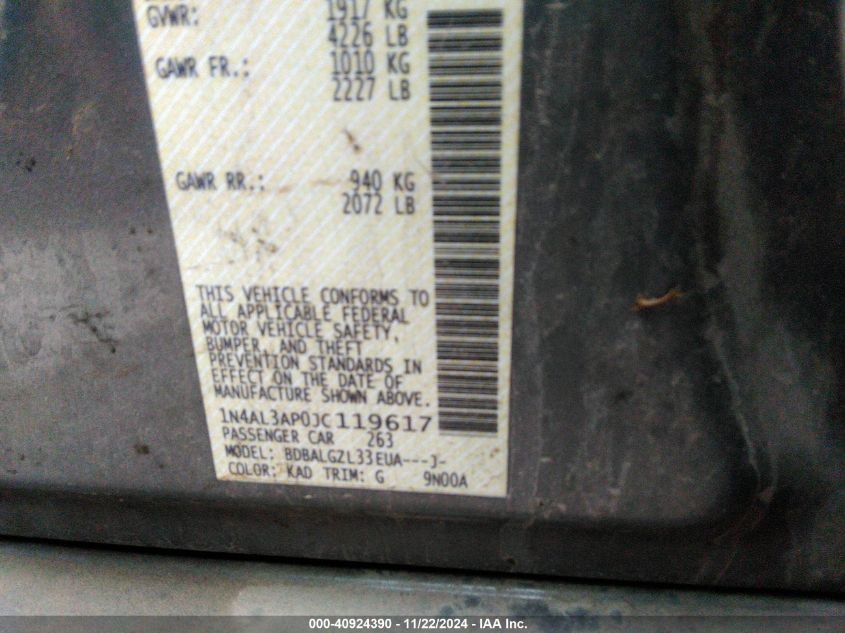 GVWR: 1917 KG
4226 LB
GAWR FR.: 1010 KG
2227 LB
GAWR RR.: 940 KG
2072 LB
THIS VEHICLE CONFORMS TO
ALL APPLICABLE FEDERAL
MOTOR VEHICLE SAFETY,
BUMPER, AND THEFT
PREVENTION STANDARDS IN
EFFECT ON THE DATE OF
MANUFACTURE SHOWN ABOVE.
1N4AL3AP0JC119617
PASSENGER CAR 263
MODEL: BDBALGZL33EUA---J-
COLOR: KAD TRIM: G 9N00A
000-40924390 - 11/22/2024 - IAA Inc.